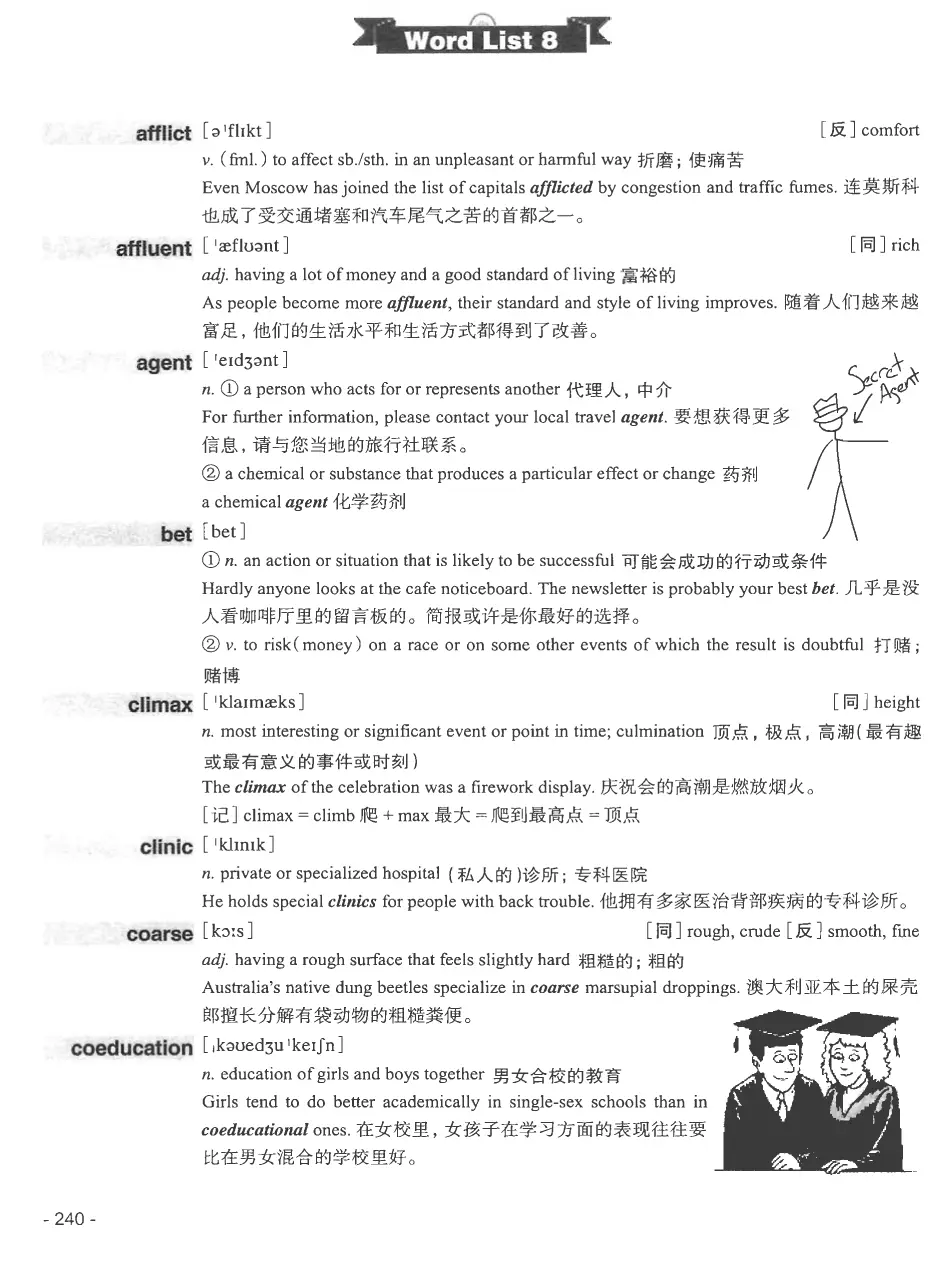 Word List 8
afflict [ə'flɪkt] [反] comfort
v. (fml.) to affect sb./sth. in an unpleasant or harmful way 折磨；使痛苦
Even Moscow has joined the list of capitals afflicted by congestion and traffic fumes. 连莫斯科
也成了受交通堵塞和汽车尾气之苦的首都之一。
affluent ['æflʊənt] [同] rich
adj. having a lot of money and a good standard of living 富裕的
As people become more affluent, their standard and style of living improves. 随着人们越来越
富足，他们的生活水平和生活方式都得到了改善。
agent ['eɪdʒənt]
n. ① a person who acts for or represents another 代理人，中介
Secret
Agent
For further information, please contact your local travel agent. 要想获得更多
信息，请与您当地的旅行社联系。
② a chemical or substance that produces a particular effect or change 药剂
a chemical agent 化学药剂
bet [bet]
① n. an action or situation that is likely to be successful 可能会成功的行动或条件
Hardly anyone looks at the cafe noticeboard. The newsletter is probably your best bet. 几乎是没
人看咖啡厅里的留言板的。简报或许是你最好的选择。
② v. to risk(money) on a race or on some other events of which the result is doubtful 打赌；
赌博
climax ['klaɪmæks] [同] height
n. most interesting or significant event or point in time; culmination 顶点，极点，高潮(最有趣
或最有意义的事件或时刻)
The climax of the celebration was a firework display. 庆祝会的高潮是燃放烟火。
[记] climax = climb 爬 + max 最大 = 爬到最高点 = 顶点
clinic ['klɪnɪk]
n. private or specialized hospital (私人的)诊所；专科医院
He holds special clinics for people with back trouble. 他拥有多家医治背部疾病的专科诊所。
coarse [kɔːs] [同] rough, crude [反] smooth, fine
adj. having a rough surface that feels slightly hard 粗糙的；粗的
Australia's native dung beetles specialize in coarse marsupial droppings. 澳大利亚本土的屎壳
郎擅长分解有袋动物的粗糙粪便。
coeducation [ˌkəʊedʒu'keɪʃn]
n. education of girls and boys together 男女合校的教育
Girls tend to do better academically in single-sex schools than in
coeducational ones. 在女校里，女孩子在学习方面的表现往往要
比在男女混合的学校里好。
- 240 -